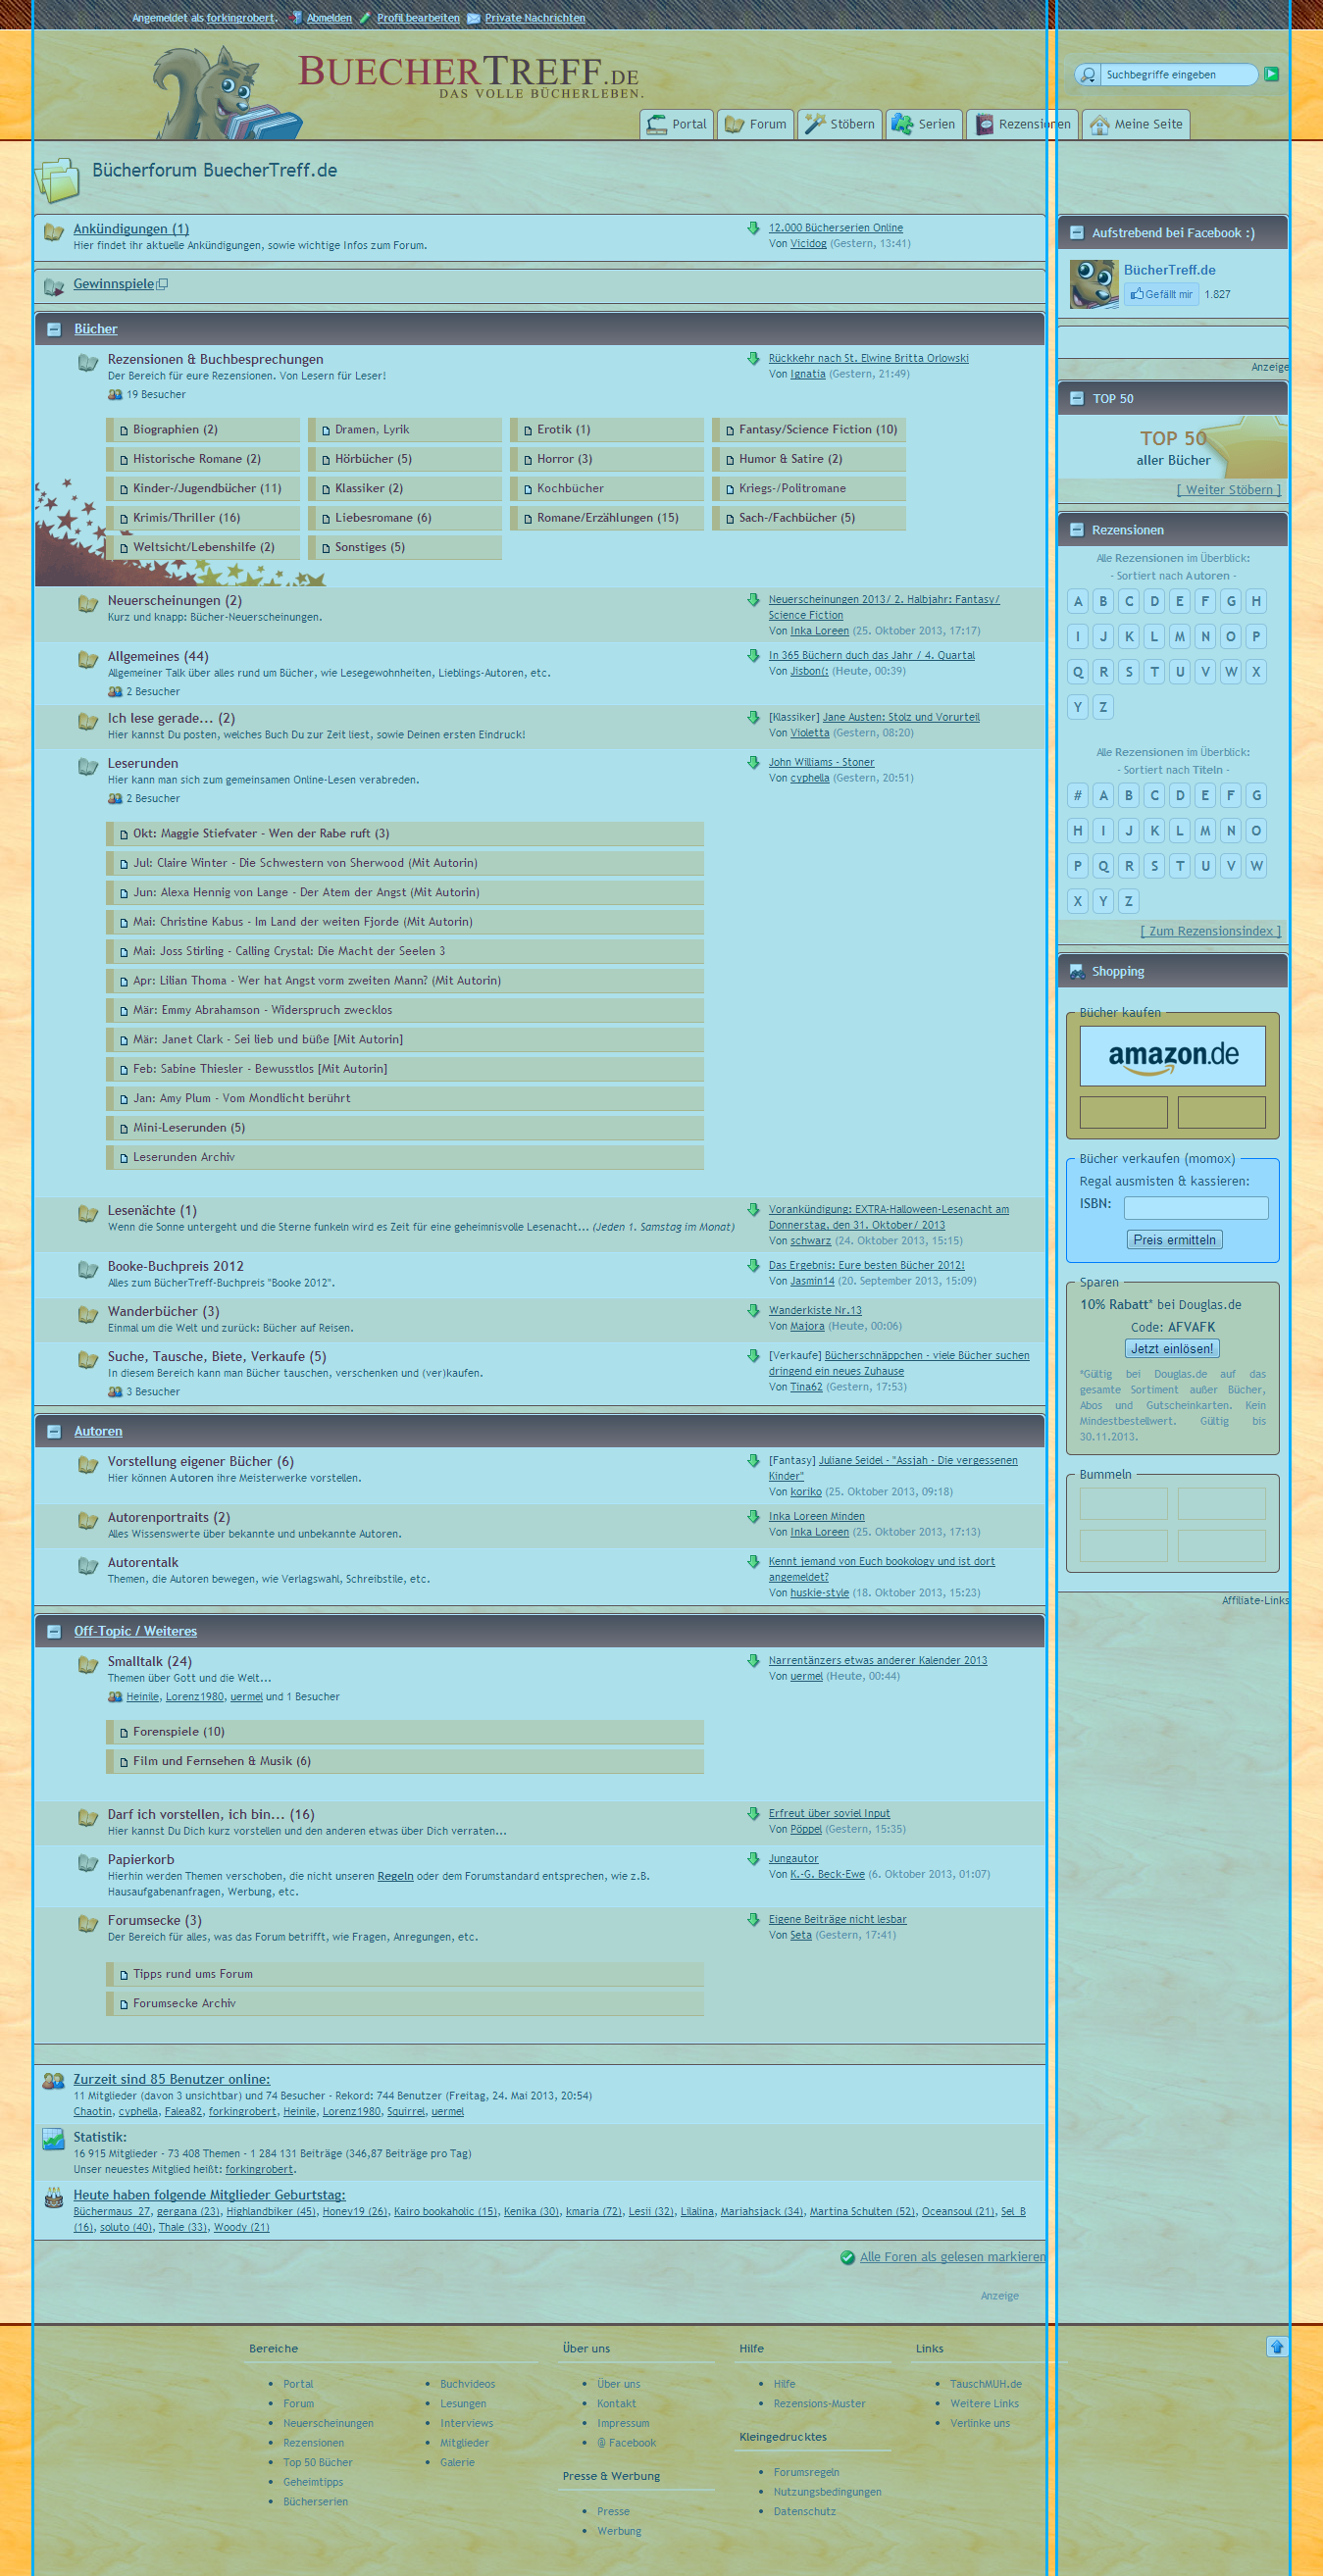 Angemeldet als forkingrobert. Abmelden Profil bearbeiten Private Nachrichten
BUECHERTREFF.DE
DAS VOLLE BÜCHERLEBEN.
Suchbegriffe eingeben
Portal Forum Stöbern Serien Rezensionen Meine Seite
Bücherforum BuecherTreff.de
Ankündigungen (1)
Hier findet ihr aktuelle Ankündigungen, sowie wichtige Infos zum Forum.
12.000 Bücherserien Online
Von Vicidog (Gestern, 13:41)
Gewinnspiele
Bücher
Rezensionen & Buchbesprechungen
Der Bereich für eure Rezensionen. Von Lesern für Leser!
19 Besucher
Rückkehr nach St. Elwine Britta Orlowski
Von Ignatia (Gestern, 21:49)
Biographien (2) Dramen, Lyrik Erotik (1) Fantasy/Science Fiction (10)
Historische Romane (2) Hörbücher (5) Horror (3) Humor & Satire (2)
Kinder-/Jugendbücher (11) Klassiker (2) Kochbücher Kriegs-/Politromane
Krimis/Thriller (16) Liebesromane (6) Romane/Erzählungen (15) Sach-/Fachbücher (5)
Weltsicht/Lebenshilfe (2) Sonstiges (5)
Neuerscheinungen (2)
Kurz und knapp: Bücher-Neuerscheinungen.
Neuerscheinungen 2013/ 2. Halbjahr: Fantasy/
Science Fiction
Von Inka Loreen (25. Oktober 2013, 17:17)
Allgemeines (44)
Allgemeiner Talk über alles rund um Bücher, wie Lesegewohnheiten, Lieblings-Autoren, etc.
2 Besucher
In 365 Büchern duch das Jahr / 4. Quartal
Von Jisbon(: (Heute, 00:39)
Ich lese gerade... (2)
Hier kannst Du posten, welches Buch Du zur Zeit liest, sowie Deinen ersten Eindruck!
[Klassiker] Jane Austen: Stolz und Vorurteil
Von Violetta (Gestern, 08:20)
Leserunden
Hier kann man sich zum gemeinsamen Online-Lesen verabreden.
2 Besucher
John Williams - Stoner
Von cyphella (Gestern, 20:51)
Okt: Maggie Stiefvater - Wen der Rabe ruft (3)
Jul: Claire Winter - Die Schwestern von Sherwood (Mit Autorin)
Jun: Alexa Hennig von Lange - Der Atem der Angst (Mit Autorin)
Mai: Christine Kabus - Im Land der weiten Fjorde (Mit Autorin)
Mai: Joss Stirling - Calling Crystal: Die Macht der Seelen 3
Apr: Lilian Thoma - Wer hat Angst vorm zweiten Mann? (Mit Autorin)
Mär: Emmy Abrahamson - Widerspruch zwecklos
Mär: Janet Clark - Sei lieb und büße [Mit Autorin]
Feb: Sabine Thiesler - Bewusstlos [Mit Autorin]
Jan: Amy Plum - Vom Mondlicht berührt
Mini-Leserunden (5)
Leserunden Archiv
Lesenächte (1)
Wenn die Sonne untergeht und die Sterne funkeln wird es Zeit für eine geheimnisvolle Lesenacht... (Jeden 1. Samstag im Monat)
Vorankündigung: EXTRA-Halloween-Lesenacht am
Donnerstag, den 31. Oktober/ 2013
Von schwarz (24. Oktober 2013, 15:15)
Booke-Buchpreis 2012
Alles zum BücherTreff-Buchpreis "Booke 2012".
Das Ergebnis: Eure besten Bücher 2012!
Von Jasmin14 (20. September 2013, 15:09)
Wanderbücher (3)
Einmal um die Welt und zurück: Bücher auf Reisen.
Wanderkiste Nr.13
Von Majora (Heute, 00:06)
Suche, Tausche, Biete, Verkaufe (5)
In diesem Bereich kann man Bücher tauschen, verschenken und (ver)kaufen.
3 Besucher
[Verkaufe] Bücherschnäppchen - viele Bücher suchen
dringend ein neues Zuhause
Von Tina62 (Gestern, 17:53)
Autoren
Vorstellung eigener Bücher (6)
Hier können Autoren ihre Meisterwerke vorstellen.
[Fantasy] Juliane Seidel - "Assjah - Die vergessenen
Kinder"
Von koriko (25. Oktober 2013, 09:18)
Autorenportraits (2)
Alles Wissenswerte über bekannte und unbekannte Autoren.
Inka Loreen Minden
Von Inka Loreen (25. Oktober 2013, 17:13)
Autorentalk
Themen, die Autoren bewegen, wie Verlagswahl, Schreibstile, etc.
Kennt jemand von Euch bookology und ist dort
angemeldet?
Von huskie-style (18. Oktober 2013, 15:23)
Off-Topic / Weiteres
Smalltalk (24)
Themen über Gott und die Welt...
Heinile, Lorenz1980, uermel und 1 Besucher
Narrentänzers etwas anderer Kalender 2013
Von uermel (Heute, 00:44)
Forenspiele (10)
Film und Fernsehen & Musik (6)
Darf ich vorstellen, ich bin... (16)
Hier kannst Du Dich kurz vorstellen und den anderen etwas über Dich verraten...
Erfreut über soviel Input
Von Pöppel (Gestern, 15:35)
Papierkorb
Hierhin werden Themen verschoben, die nicht unseren Regeln oder dem Forumstandard entsprechen, wie z.B.
Hausaufgabenanfragen, Werbung, etc.
Jungautor
Von K.-G. Beck-Ewe (6. Oktober 2013, 01:07)
Forumsecke (3)
Der Bereich für alles, was das Forum betrifft, wie Fragen, Anregungen, etc.
Eigene Beiträge nicht lesbar
Von Seta (Gestern, 17:41)
Tipps rund ums Forum
Forumsecke Archiv
Zurzeit sind 85 Benutzer online:
11 Mitglieder (davon 3 unsichtbar) und 74 Besucher - Rekord: 744 Benutzer (Freitag, 24. Mai 2013, 20:54)
Chaotin, cyphella, Falea82, forkingrobert, Heinile, Lorenz1980, Squirrel, uermel
Statistik:
16 915 Mitglieder - 73 408 Themen - 1 284 131 Beiträge (346,87 Beiträge pro Tag)
Unser neuestes Mitglied heißt: forkingrobert.
Heute haben folgende Mitglieder Geburtstag:
Büchermaus_27, gergana (23), Highlandbiker (45), Honey19 (26), Kairo bookaholic (15), Kenika (30), kmaria (72), Lesii (32), Lilalina, Mariahsjack (34), Martina Schulten (52), Oceansoul (21), Sel_B
(16), soluto (40), Thale (33), Woody (21)
Alle Foren als gelesen markieren
Anzeige
Aufstrebend bei Facebook :)
BücherTreff.de
Gefällt mir 1.827
Anzeige
TOP 50
TOP 50
aller Bücher
[ Weiter Stöbern ]
Rezensionen
Alle Rezensionen im Überblick:
- Sortiert nach Autoren -
A B C D E F G H
I J K L M N O P
Q R S T U V W X
Y Z
Alle Rezensionen im Überblick:
- Sortiert nach Titeln -
# A B C D E F G
H I J K L M N O
P Q R S T U V W
X Y Z
[ Zum Rezensionsindex ]
Shopping
Bücher kaufen
amazon.de
Bücher verkaufen (momox)
Regal ausmisten & kassieren:
ISBN:
Preis ermitteln
Sparen
10% Rabatt* bei Douglas.de
Code: AFVAFK
Jetzt einlösen!
*Gültig bei Douglas.de auf das
gesamte Sortiment außer Bücher,
Abos und Gutscheinkarten. Kein
Mindestbestellwert. Gültig bis
30.11.2013.
Bummeln
Affiliate-Links
Bereiche
Portal
Forum
Neuerscheinungen
Rezensionen
Top 50 Bücher
Geheimtipps
Bücherserien
Buchvideos
Lesungen
Interviews
Mitglieder
Galerie
Über uns
Über uns
Kontakt
Impressum
@ Facebook
Presse & Werbung
Presse
Werbung
Hilfe
Hilfe
Rezensions-Muster
Kleingedrucktes
Forumsregeln
Nutzungsbedingungen
Datenschutz
Links
TauschMUH.de
Weitere Links
Verlinke uns